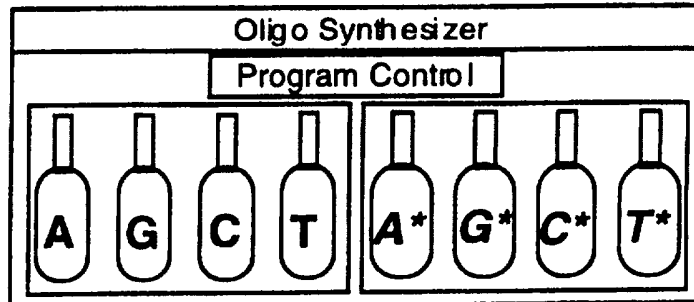 Oligo Synthesizer
Program Control
A G C T A* G* C* T*